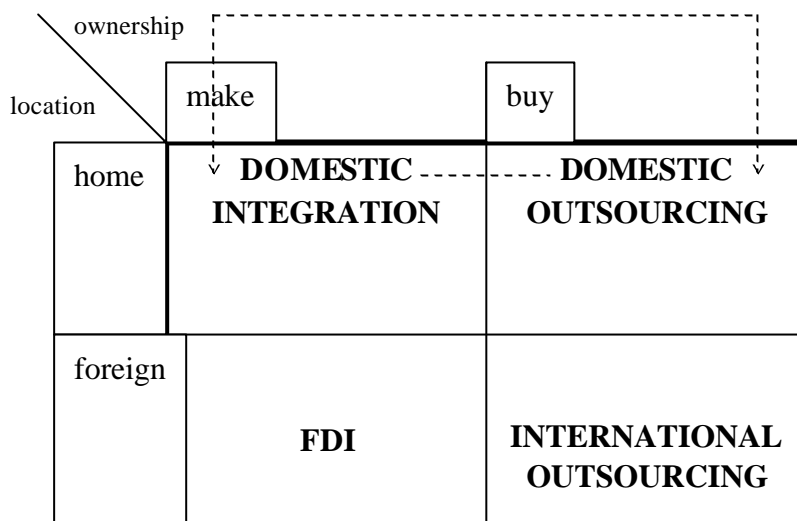 ownership
location
make
buy
home
DOMESTIC
INTEGRATION
DOMESTIC
OUTSOURCING
foreign
FDI
INTERNATIONAL
OUTSOURCING